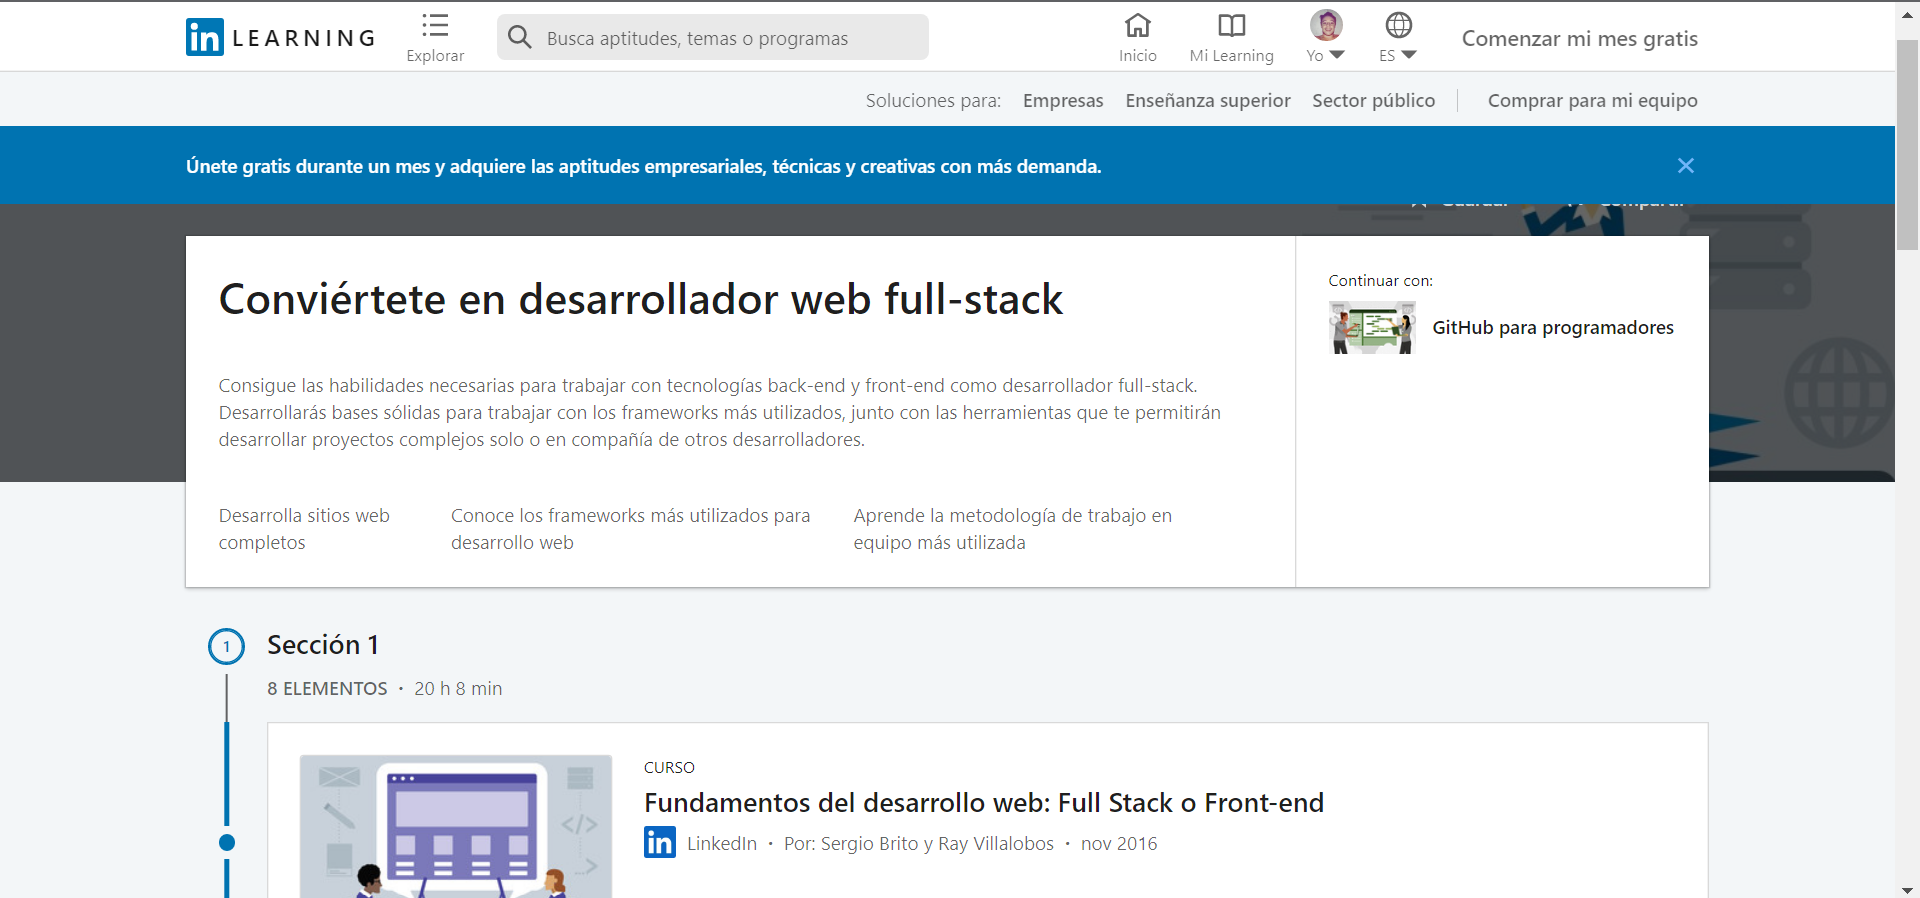 in LEARNING
Explorar
Busca aptitudes, temas o programas
Inicio
Mi Learning
Yo
ES
Comenzar mi mes gratis
Soluciones para: Empresas Enseñanza superior Sector público Comprar para mi equipo
Únete gratis durante un mes y adquiere las aptitudes empresariales, técnicas y creativas con más demanda.
Guardar Compartir
Conviértete en desarrollador web full-stack
Consigue las habilidades necesarias para trabajar con tecnologías back-end y front-end como desarrollador full-stack.
Desarrollarás bases sólidas para trabajar con los frameworks más utilizados, junto con las herramientas que te permitirán
desarrollar proyectos complejos solo o en compañía de otros desarrolladores.
Desarrolla sitios web
completos
Conoce los frameworks más utilizados para
desarrollo web
Aprende la metodología de trabajo en
equipo más utilizada
Continuar con:
GitHub para programadores
1
Sección 1
8 ELEMENTOS · 20 h 8 min
CURSO
Fundamentos del desarrollo web: Full Stack o Front-end
in LinkedIn · Por: Sergio Brito y Ray Villalobos · nov 2016